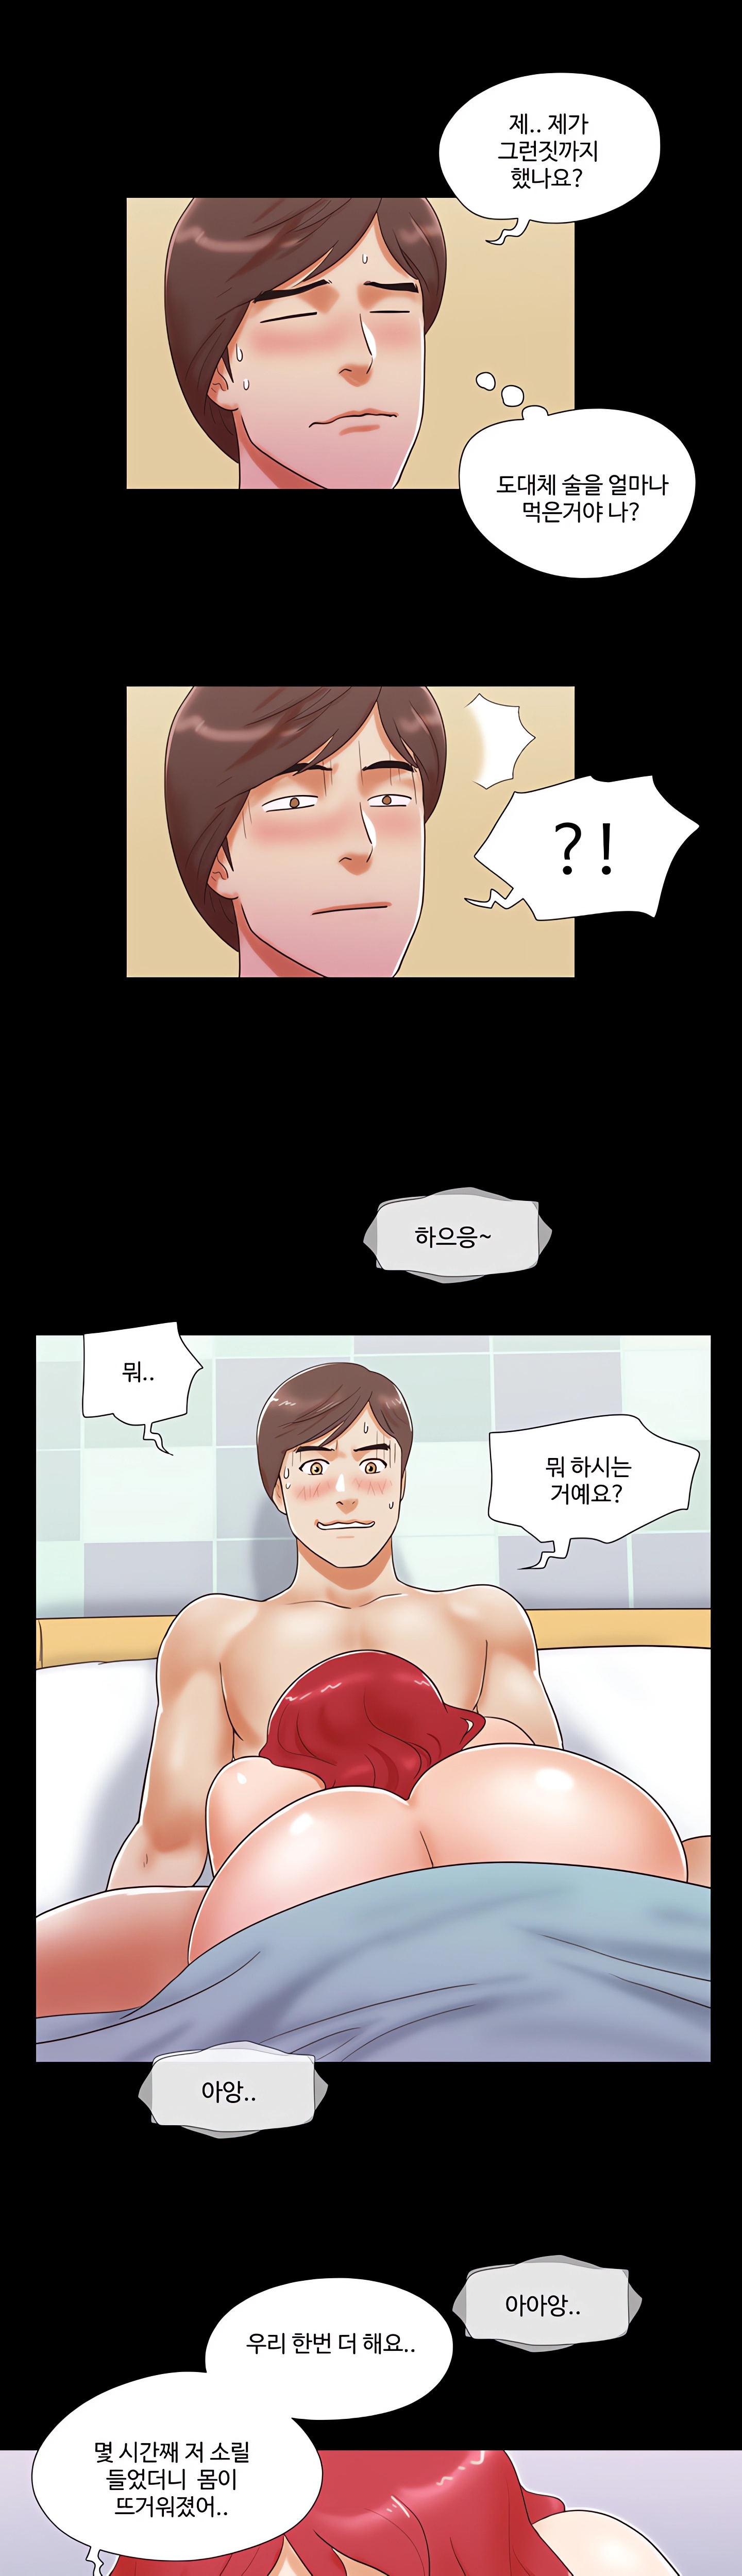 제.. 제가
그런짓까지
했나요?
도대체 술을 얼마나
먹은거야 나?
?!
하으응~
뭐..
뭐 하시는
거예요?
아앙..
아아앙..
우리 한번 더 해요..
몇 시간째 저 소릴
들었더니 몸이
뜨거워졌어..